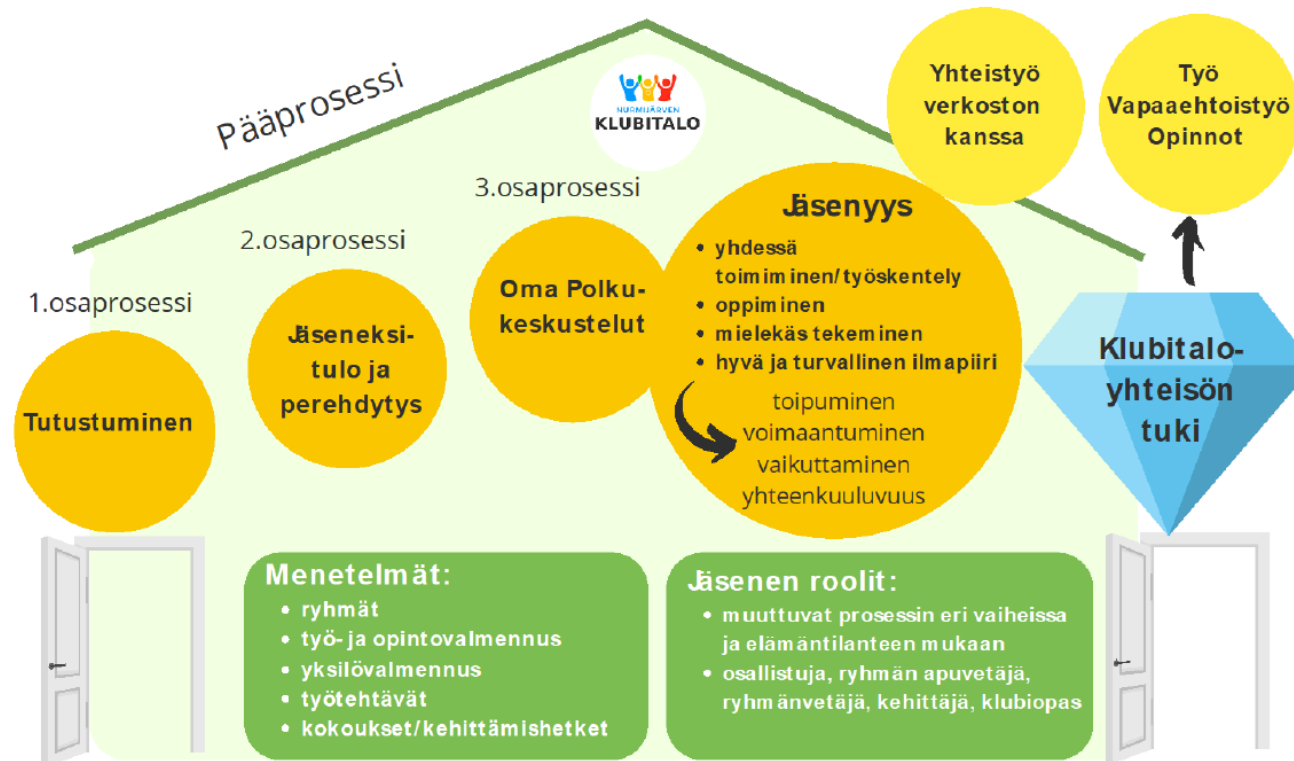 Pääprosessi
NURMIJÄRVEN
KLUBITALO
Yhteistyö
verkoston
kanssa
Työ
Vapaaehtoistyö
Opinnot
1.osaprosessi
Tutustuminen
2.osaprosessi
Jäseneksi-
tulo ja
perehdytys
3.osaprosessi
Oma Polku-
keskustelut
Jäsenyys
• yhdessä
toimiminen/työskentely
• oppiminen
• mielekäs tekeminen
• hyvä ja turvallinen ilmapiiri
toipuminen
voimaantuminen
vaikuttaminen
yhteenkuuluvuus
Klubitalo-
yhteisön
tuki
Menetelmät:
• ryhmät
• työ- ja opintovalmennus
• yksilövalmennus
• työtehtävät
• kokoukset/kehittämishetket
Jäsenen roolit:
• muuttuvat prosessin eri vaiheissa
ja elämäntilanteen mukaan
• osallistuja, ryhmän apuvetäjä,
ryhmänvetäjä, kehittäjä, klubiopas